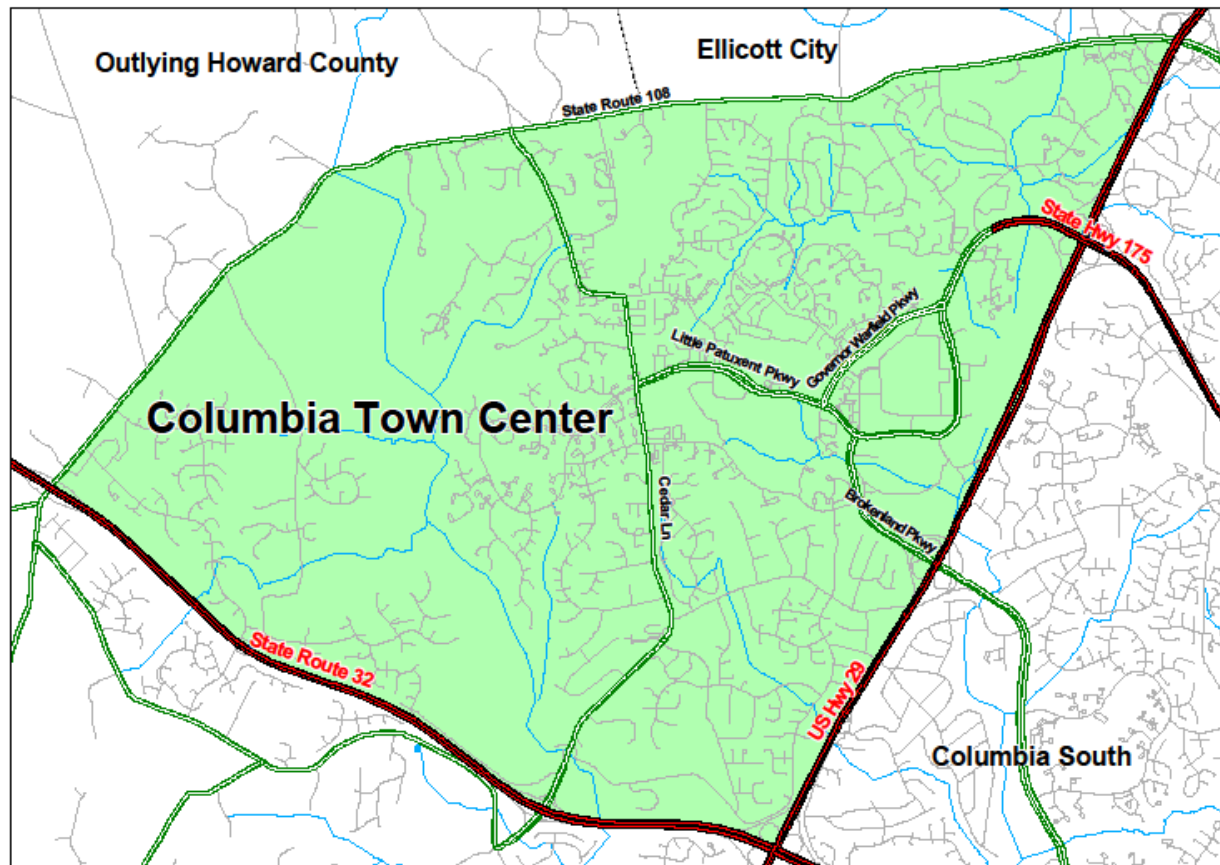 Outlying Howard County
Ellicott City
State Route 108
State Hwy 175
Governor Warfield Pkwy
Little Patuxent Pkwy
Columbia Town Center
Cedar Ln
Brokenland Pkwy
State Route 32
US Hwy 29
Columbia South